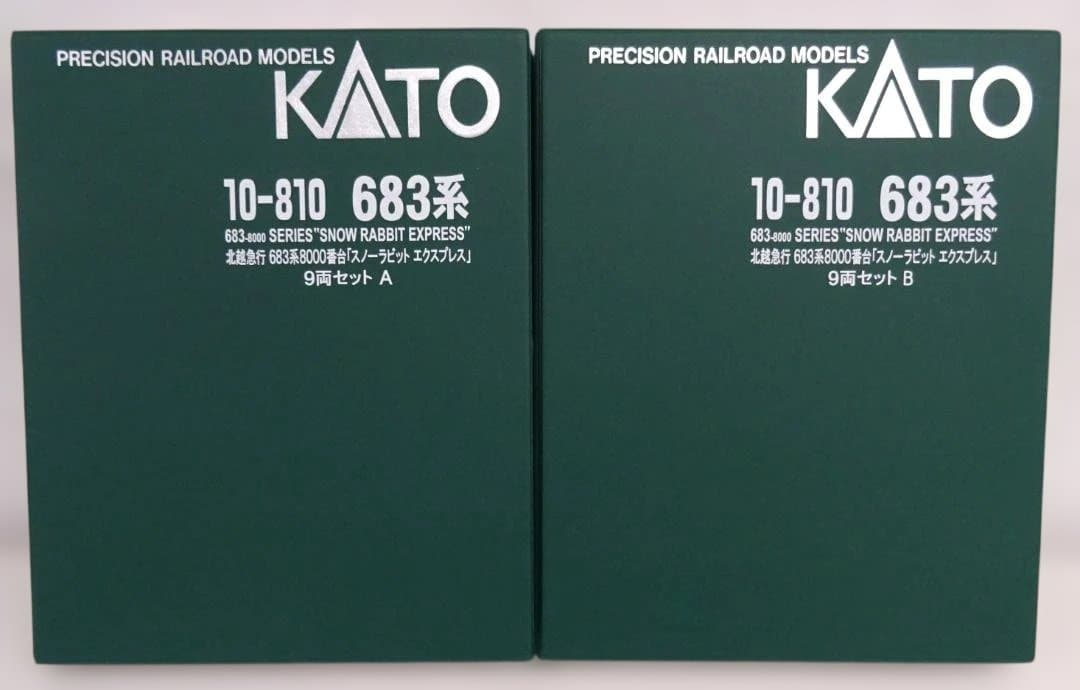 PRECISION RAILROAD MODELS
KATO
10-810 683系
683-8000 SERIES"SNOW RABBIT EXPRESS"
北越急行 683系8000番台「スノーラビット エクスプレス」
9両セット A
PRECISION RAILROAD MODELS
KATO
10-810 683系
683-8000 SERIES"SNOW RABBIT EXPRESS"
北越急行 683系8000番台「スノーラビット エクスプレス」
9両セット B